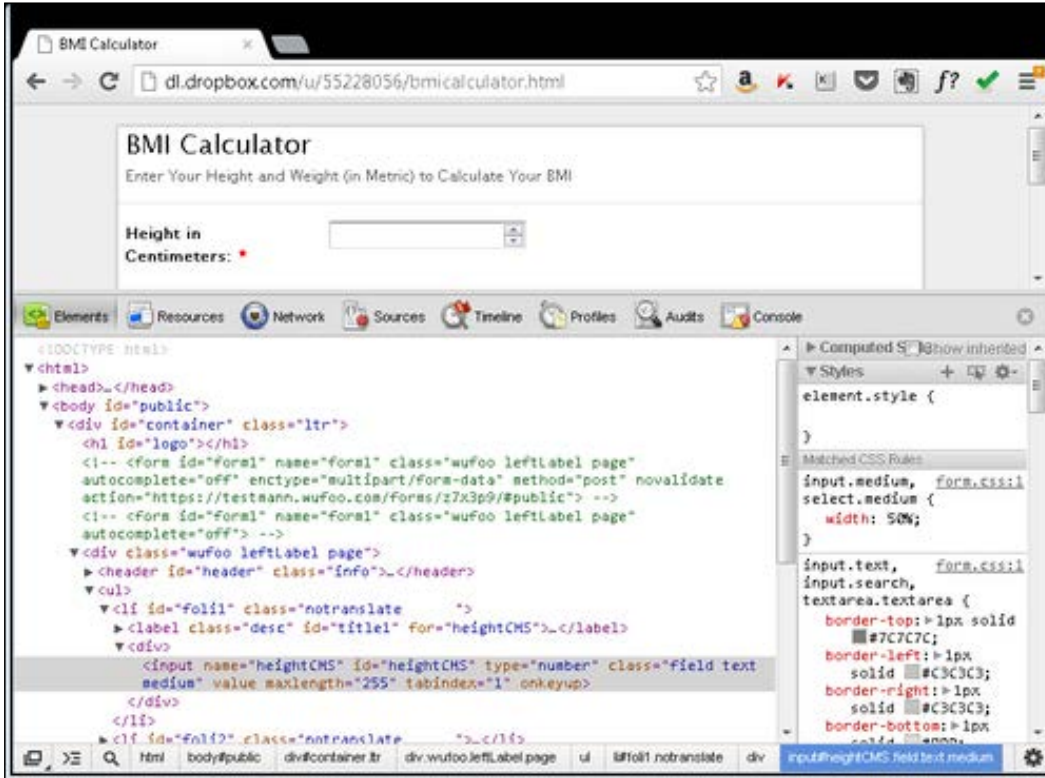 BMI Calculator
dl.dropbox.com/u/55228056/bmicalculator.html
BMI Calculator
Enter Your Height and Weight (in Metric) to Calculate Your BMI
Height in
Centimeters: *
Elements Resources Network Sources Timeline Profiles Audits Console
<!DOCTYPE html>
▼<html>
▶<head>…</head>
▼<body id="public">
▼<div id="container" class="ltr">
<h1 id="logo"></h1>
<!-- <form id="form1" name="form1" class="wufoo leftLabel page"
autocomplete="off" enctype="multipart/form-data" method="post" novalidate
action="https://testmann.wufoo.com/forms/z7x3p9/#public"> -->
<!-- <form id="form1" name="form1" class="wufoo leftLabel page"
autocomplete="off"> -->
▼<div class="wufoo leftLabel page">
▶<header id="header" class="info">…</header>
▼<ul>
▼<li id="foli1" class="notranslate      ">
▶<label class="desc" id="title1" for="heightCMS">…</label>
▼<div>
<input name="heightCMS" id="heightCMS" type="number" class="field text
medium" value maxlength="255" tabindex="1" onkeyup>
</div>
</li>
▶<li id="foli2" class="notranslate      ">…</li>
▶ Computed Show inherited
▼ Styles
element.style {
}
Matched CSS Rules
input.medium, form.css:1
select.medium {
width: 50%;
}
input.text, form.css:1
input.search,
textarea.textarea {
border-top:▶1px solid
#7C7C7C;
border-left:▶1px
solid #C3C3C3;
border-right:▶1px
solid #C3C3C3;
border-bottom:▶1px
html body#public div#container.ltr div.wufoo.leftLabel.page ul li#foli1.notranslate div input#heightCMS.field.text.medium